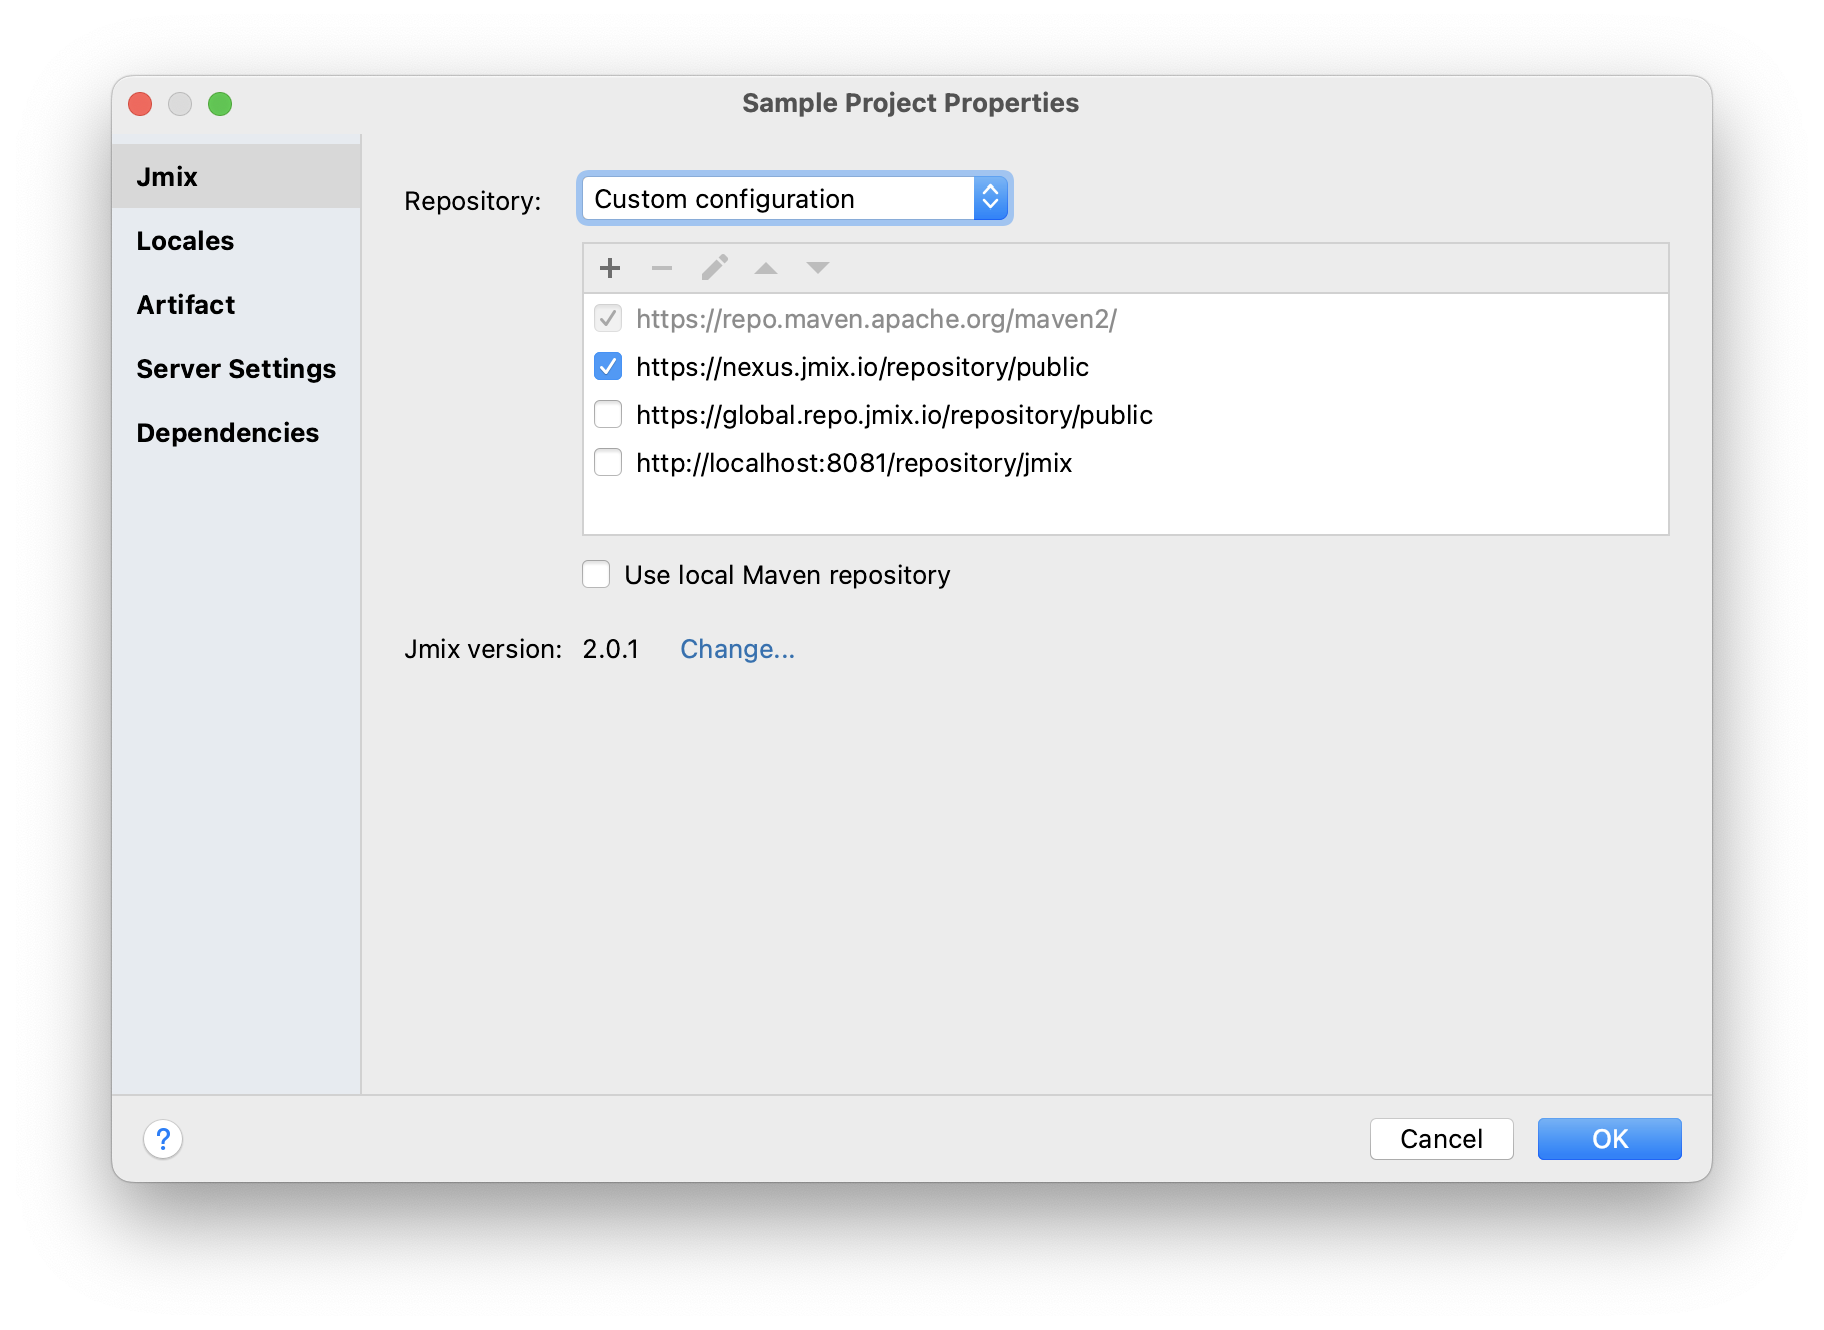 Sample Project Properties
Jmix
Locales
Artifact
Server Settings
Dependencies
Repository: Custom configuration
https://repo.maven.apache.org/maven2/
https://nexus.jmix.io/repository/public
https://global.repo.jmix.io/repository/public
http://localhost:8081/repository/jmix
Use local Maven repository
Jmix version: 2.0.1 Change...
? Cancel OK